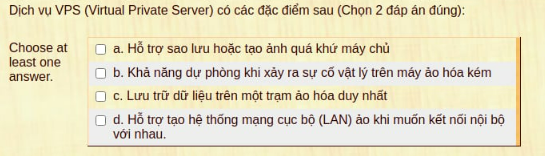 Dịch vụ VPS (Virtual Private Server) có các đặc điểm sau (Chọn 2 đáp án đúng):
Choose at
least one
answer.
a. Hỗ trợ sao lưu hoặc tạo ảnh quá khứ máy chủ
b. Khả năng dự phòng khi xảy ra sự cố vật lý trên máy ảo hóa kém
c. Lưu trữ dữ liệu trên một trạm ảo hóa duy nhất
d. Hỗ trợ tạo hệ thống mạng cục bộ (LAN) ảo khi muốn kết nối nội bộ
với nhau.